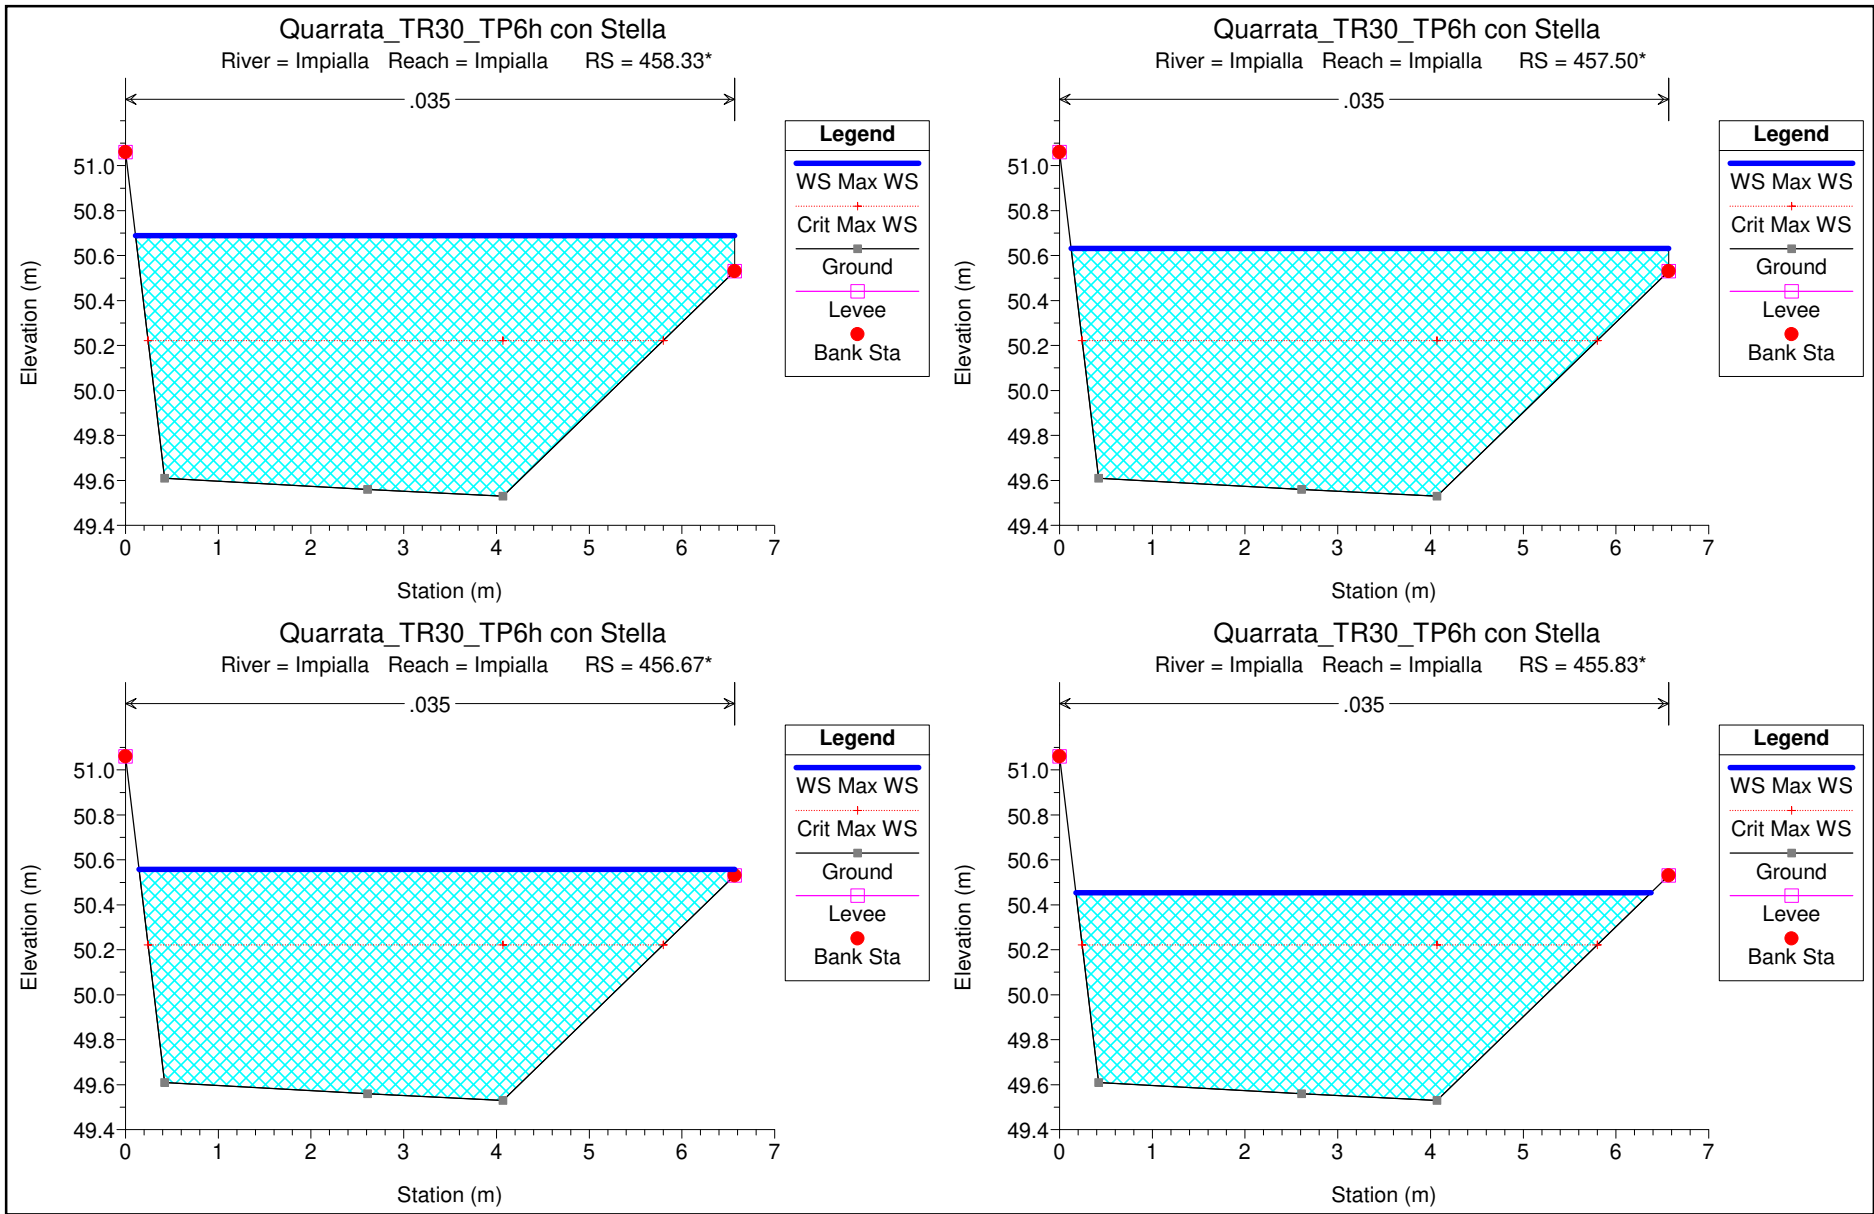 Quarrata_TR30_TP6h con Stella
River = Impialla Reach = Impialla RS = 458.33*
.035
Legend
WS Max WS
Crit Max WS
Ground
Levee
Bank Sta
51.0
50.8
50.6
50.4
50.2
50.0
49.8
49.6
49.4
Elevation (m)
0 1 2 3 4 5 6 7
Station (m)
Quarrata_TR30_TP6h con Stella
River = Impialla Reach = Impialla RS = 457.50*
.035
Legend
WS Max WS
Crit Max WS
Ground
Levee
Bank Sta
51.0
50.8
50.6
50.4
50.2
50.0
49.8
49.6
49.4
Elevation (m)
0 1 2 3 4 5 6 7
Station (m)
Quarrata_TR30_TP6h con Stella
River = Impialla Reach = Impialla RS = 456.67*
.035
Legend
WS Max WS
Crit Max WS
Ground
Levee
Bank Sta
51.0
50.8
50.6
50.4
50.2
50.0
49.8
49.6
49.4
Elevation (m)
0 1 2 3 4 5 6 7
Station (m)
Quarrata_TR30_TP6h con Stella
River = Impialla Reach = Impialla RS = 455.83*
.035
Legend
WS Max WS
Crit Max WS
Ground
Levee
Bank Sta
51.0
50.8
50.6
50.4
50.2
50.0
49.8
49.6
49.4
Elevation (m)
0 1 2 3 4 5 6 7
Station (m)